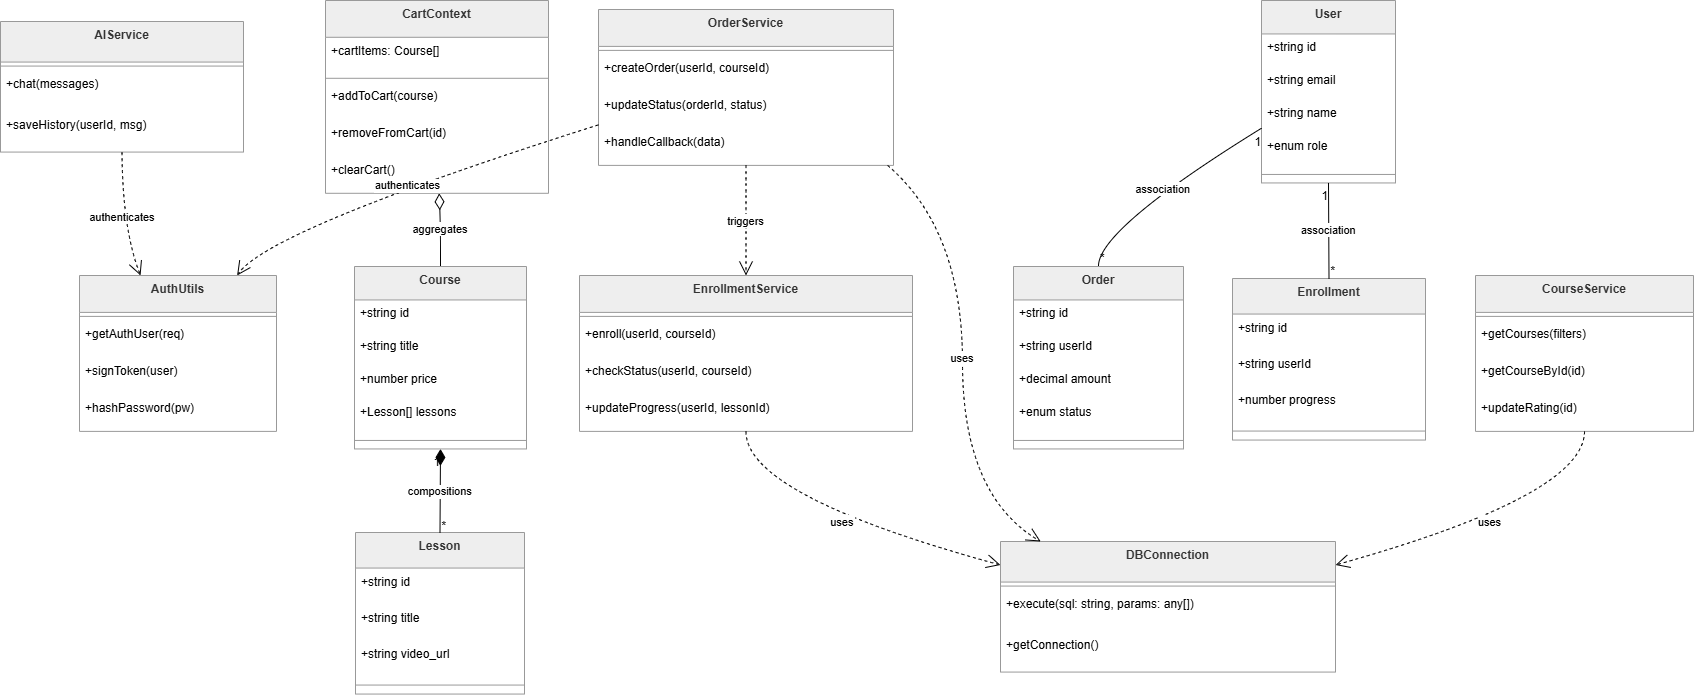 AIService
+chat(messages)
+saveHistory(userId, msg)
CartContext
+cartItems: Course[]
+addToCart(course)
+removeFromCart(id)
+clearCart()
OrderService
+createOrder(userId, courseId)
+updateStatus(orderId, status)
+handleCallback(data)
User
+string id
+string email
+string name
+enum role
authenticates
authenticates
aggregates
triggers
uses
1
association
*
1
association
*
AuthUtils
+getAuthUser(req)
+signToken(user)
+hashPassword(pw)
Course
+string id
+string title
+number price
+Lesson[] lessons
EnrollmentService
+enroll(userId, courseId)
+checkStatus(userId, courseId)
+updateProgress(userId, lessonId)
Order
+string id
+string userId
+decimal amount
+enum status
Enrollment
+string id
+string userId
+number progress
CourseService
+getCourses(filters)
+getCourseById(id)
+updateRating(id)
1
compositions
*
uses
uses
Lesson
+string id
+string title
+string video_url
DBConnection
+execute(sql: string, params: any[])
+getConnection()